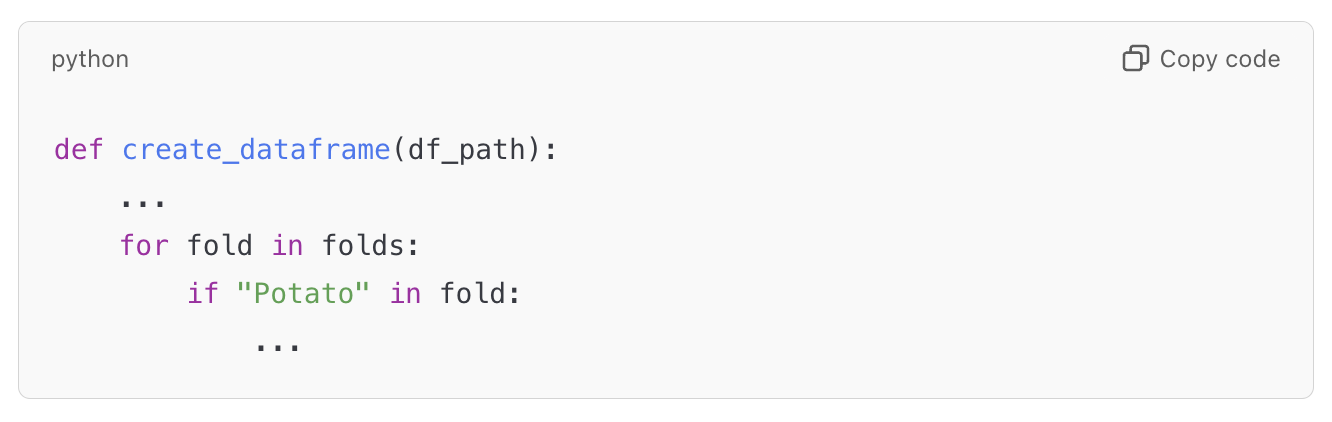 python
Copy code
def create_dataframe(df_path):
    ...
    for fold in folds:
        if "Potato" in fold:
            ...